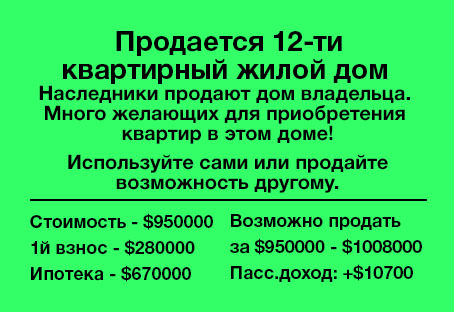 Продается 12-ти
квартирный жилой дом
Наследники продают дом владельца.
Много желающих для приобретения
квартир в этом доме!
Используйте сами или продайте
возможность другому.
Стоимость - $950000
1й взнос - $280000
Ипотека - $670000
Возможно продать
за $950000 - $1008000
Пасс.доход: +$10700